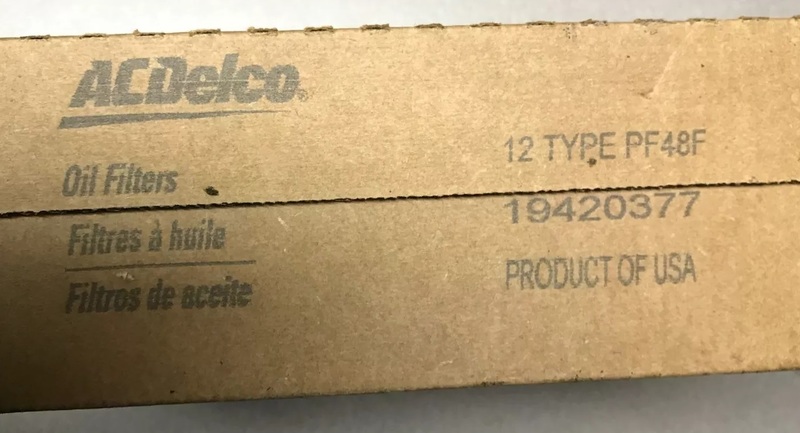 ACDelco
Oil Filters
Filtres à huile
Filtros de aceite
12 TYPE PF48F
19420377
PRODUCT OF USA